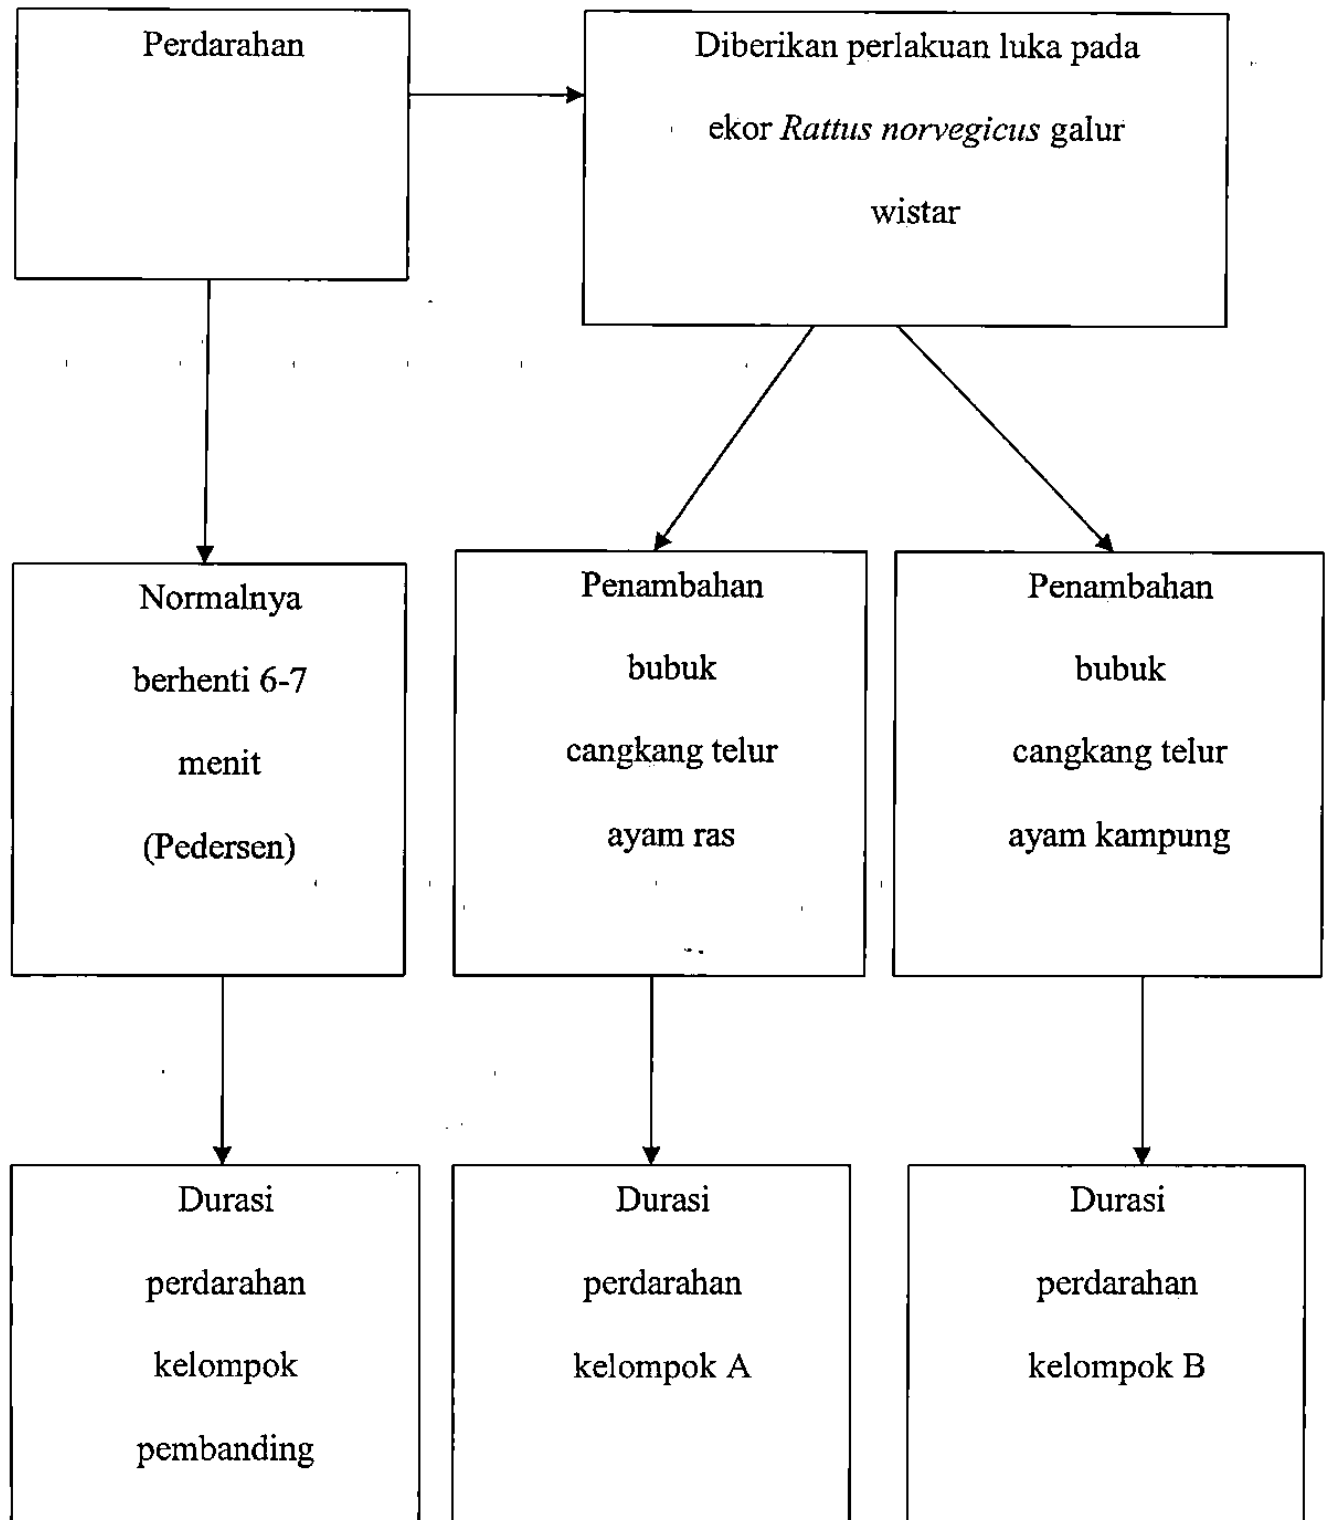 Perdarahan
Diberikan perlakuan luka pada
ekor Rattus norvegicus galur
wistar
Normalnya
berhenti 6-7
menit
(Pedersen)
Penambahan
bubuk
cangkang telur
ayam ras
Penambahan
bubuk
cangkang telur
ayam kampung
Durasi
perdarahan
kelompok
pembanding
Durasi
perdarahan
kelompok A
Durasi
perdarahan
kelompok B